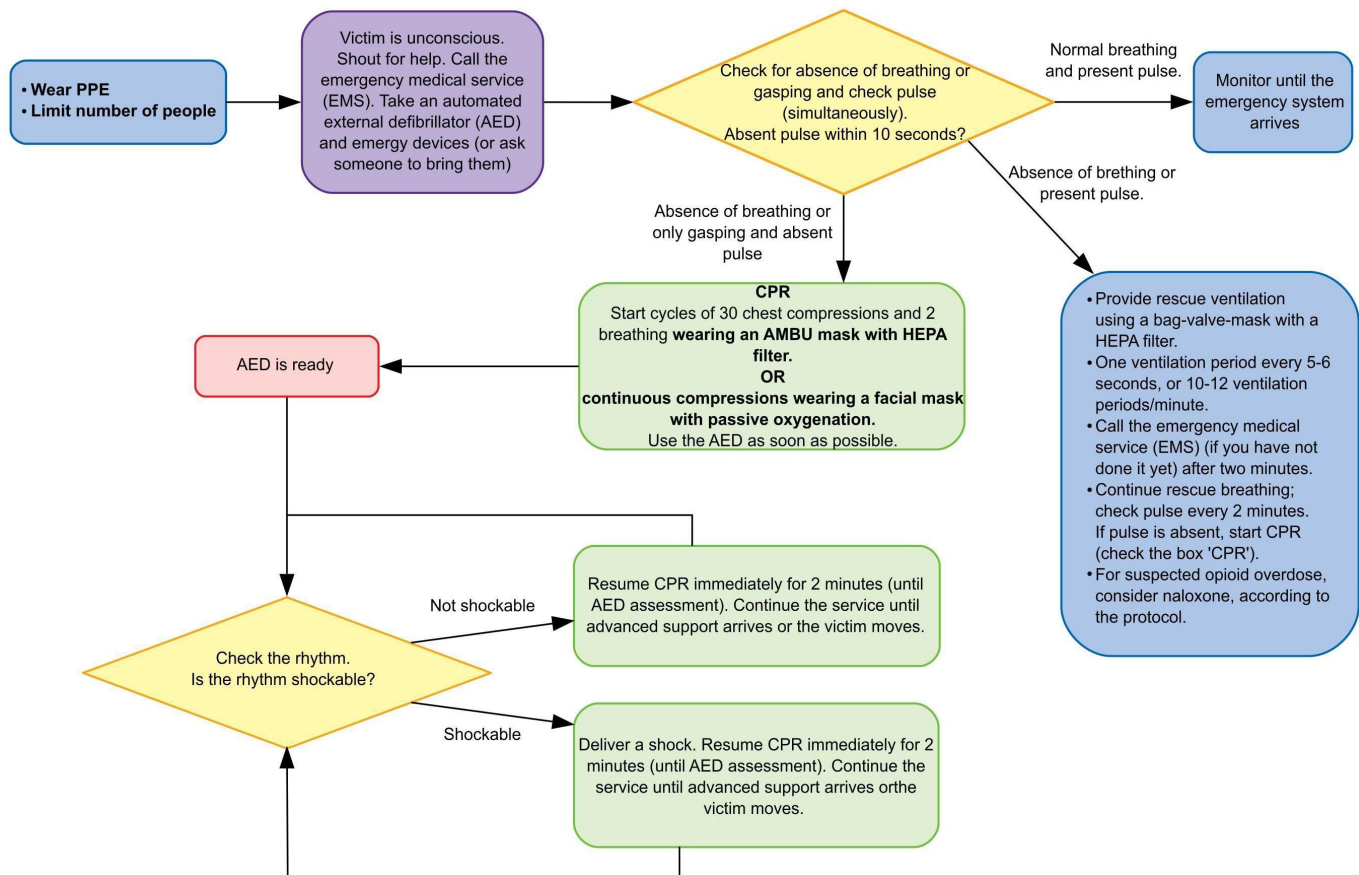 • Wear PPE
• Limit number of people
Victim is unconscious.
Shout for help. Call the
emergency medical service
(EMS). Take an automated
external defibrillator (AED)
and emergy devices (or ask
someone to bring them)
Check for absence of breathing or
gasping and check pulse
(simultaneously).
Absent pulse within 10 seconds?
Normal breathing
and present pulse.
Monitor until the
emergency system
arrives
Absence of brething or
present pulse.
Absence of breathing or
only gasping and absent
pulse
• Provide rescue ventilation
using a bag-valve-mask with a
HEPA filter.
• One ventilation period every 5-6
seconds, or 10-12 ventilation
periods/minute.
• Call the emergency medical
service (EMS) (if you have not
done it yet) after two minutes.
• Continue rescue breathing;
check pulse every 2 minutes.
If pulse is absent, start CPR
(check the box 'CPR').
• For suspected opioid overdose,
consider naloxone, according to
the protocol.
CPR
Start cycles of 30 chest compressions and 2
breathing wearing an AMBU mask with HEPA
filter.
OR
continuous compressions wearing a facial mask
with passive oxygenation.
Use the AED as soon as possible.
AED is ready
Check the rhythm.
Is the rhythm shockable?
Not shockable
Resume CPR immediately for 2 minutes (until
AED assessment). Continue the service until
advanced support arrives or the victim moves.
Shockable
Deliver a shock. Resume CPR immediately for 2
minutes (until AED assessment). Continue the
service until advanced support arrives orthe
victim moves.